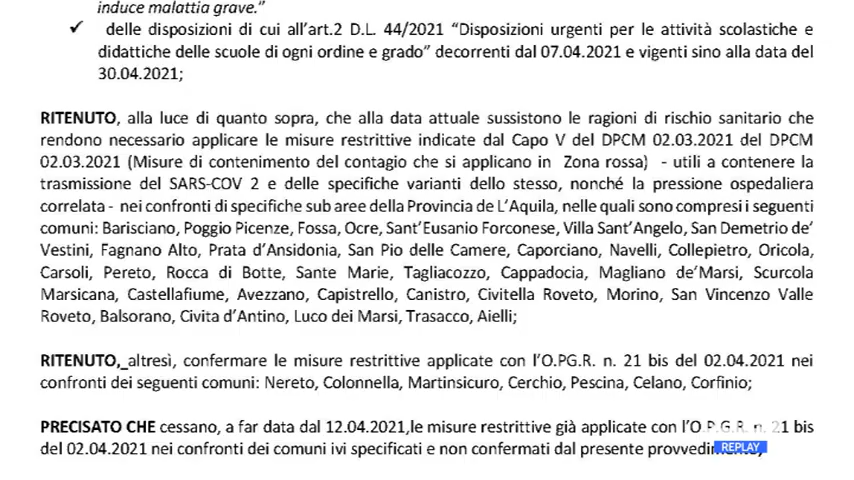 induce malattia grave.”
✓ delle disposizioni di cui all’art.2 D.L. 44/2021 “Disposizioni urgenti per le attività scolastiche e
didattiche delle scuole di ogni ordine e grado” decorrenti dal 07.04.2021 e vigenti sino alla data del
30.04.2021;
RITENUTO, alla luce di quanto sopra, che alla data attuale sussistono le ragioni di rischio sanitario che
rendono necessario applicare le misure restrittive indicate dal Capo V del DPCM 02.03.2021 del DPCM
02.03.2021 (Misure di contenimento del contagio che si applicano in Zona rossa) - utili a contenere la
trasmissione del SARS-COV 2 e delle specifiche varianti dello stesso, nonché la pressione ospedaliera
correlata - nei confronti di specifiche sub aree della Provincia de L’Aquila, nelle quali sono compresi i seguenti
comuni: Barisciano, Poggio Picenze, Fossa, Ocre, Sant’Eusanio Forconese, Villa Sant’Angelo, San Demetrio de’
Vestini, Fagnano Alto, Prata d’Ansidonia, San Pio delle Camere, Caporciano, Navelli, Collepietro, Oricola,
Carsoli, Pereto, Rocca di Botte, Sante Marie, Tagliacozzo, Cappadocia, Magliano de’Marsi, Scurcola
Marsicana, Castellafiume, Avezzano, Capistrello, Canistro, Civitella Roveto, Morino, San Vincenzo Valle
Roveto, Balsorano, Civita d’Antino, Luco dei Marsi, Trasacco, Aielli;
RITENUTO, altresì, confermare le misure restrittive applicate con l’O.PG.R. n. 21 bis del 02.04.2021 nei
confronti dei seguenti comuni: Nereto, Colonnella, Martinsicuro, Cerchio, Pescina, Celano, Corfinio;
PRECISATO CHE cessano, a far data dal 12.04.2021,le misure restrittive già applicate con l’O.P.G.R. n. 21 bis
del 02.04.2021 nei confronti dei comuni ivi specificati e non confermati dal presente provvedimento;
REPLAY